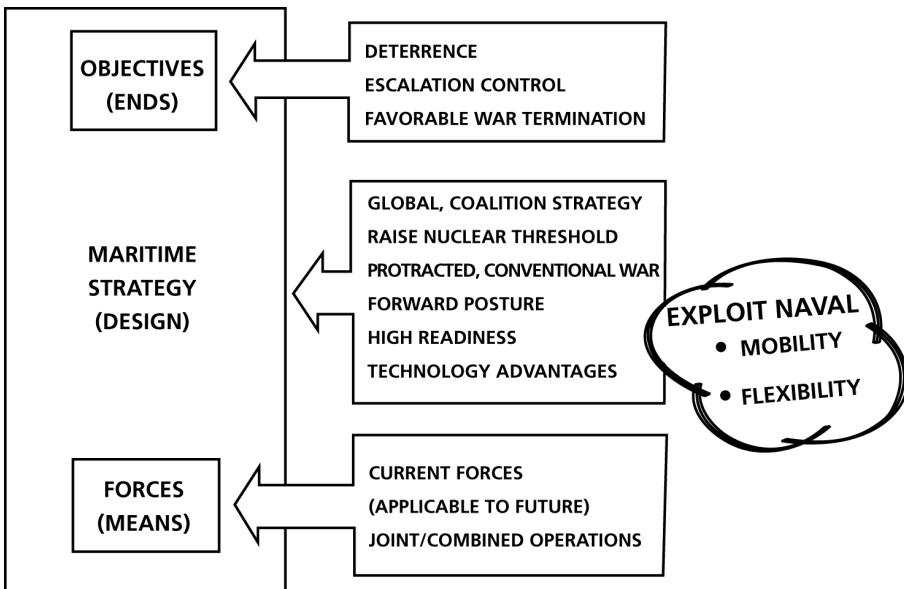 OBJECTIVES
(ENDS)
DETERRENCE
ESCALATION CONTROL
FAVORABLE WAR TERMINATION
MARITIME
STRATEGY
(DESIGN)
GLOBAL, COALITION STRATEGY
RAISE NUCLEAR THRESHOLD
PROTRACTED, CONVENTIONAL WAR
FORWARD POSTURE
HIGH READINESS
TECHNOLOGY ADVANTAGES
EXPLOIT NAVAL
• MOBILITY
• FLEXIBILITY
FORCES
(MEANS)
CURRENT FORCES
(APPLICABLE TO FUTURE)
JOINT/COMBINED OPERATIONS